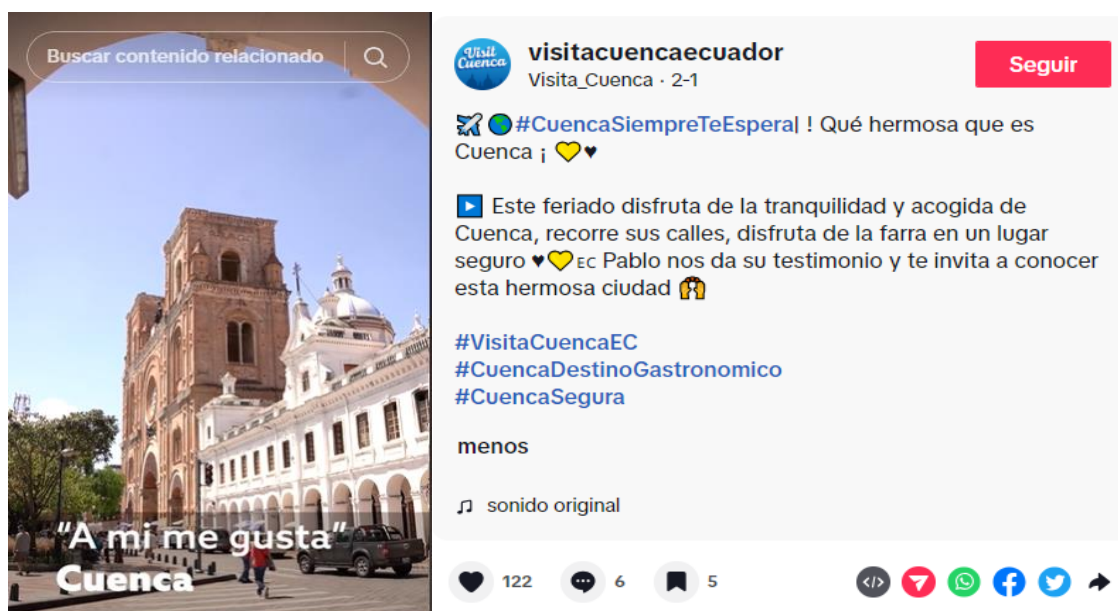 Buscar contenido relacionado
"A mi me gusta"
Cuenca
Visit
Cuenca
visitacuencaecuador
Visita_Cuenca · 2-1
Seguir
✈️🌎#CuencaSiempreTeEspera| ! Qué hermosa que es
Cuenca ¡ 💛♥
▶️ Este feriado disfruta de la tranquilidad y acogida de
Cuenca, recorre sus calles, disfruta de la farra en un lugar
seguro ♥💛EC Pablo nos da su testimonio y te invita a conocer
esta hermosa ciudad 🙌
#VisitaCuencaEC
#CuencaDestinoGastronomico
#CuencaSegura
menos
♫ sonido original
122
6
5